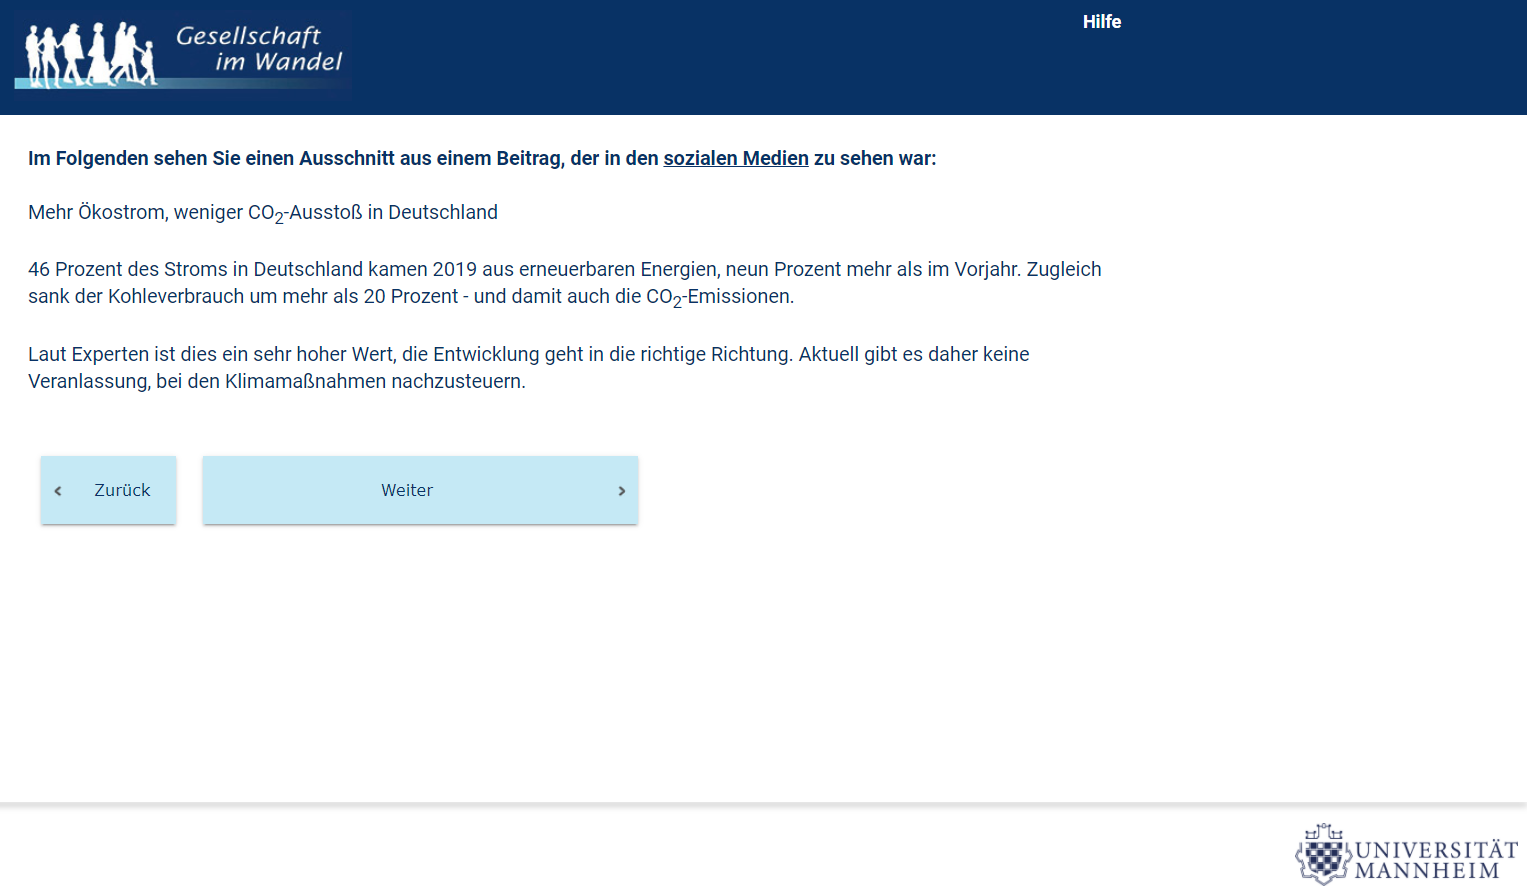 Gesellschaft
im Wandel
Hilfe
Im Folgenden sehen Sie einen Ausschnitt aus einem Beitrag, der in den sozialen Medien zu sehen war:
Mehr Ökostrom, weniger CO2-Ausstoß in Deutschland
46 Prozent des Stroms in Deutschland kamen 2019 aus erneuerbaren Energien, neun Prozent mehr als im Vorjahr. Zugleich
sank der Kohleverbrauch um mehr als 20 Prozent - und damit auch die CO2-Emissionen.
Laut Experten ist dies ein sehr hoher Wert, die Entwicklung geht in die richtige Richtung. Aktuell gibt es daher keine
Veranlassung, bei den Klimamaßnahmen nachzusteuern.
Zurück
Weiter
UNIVERSITÄT
MANNHEIM